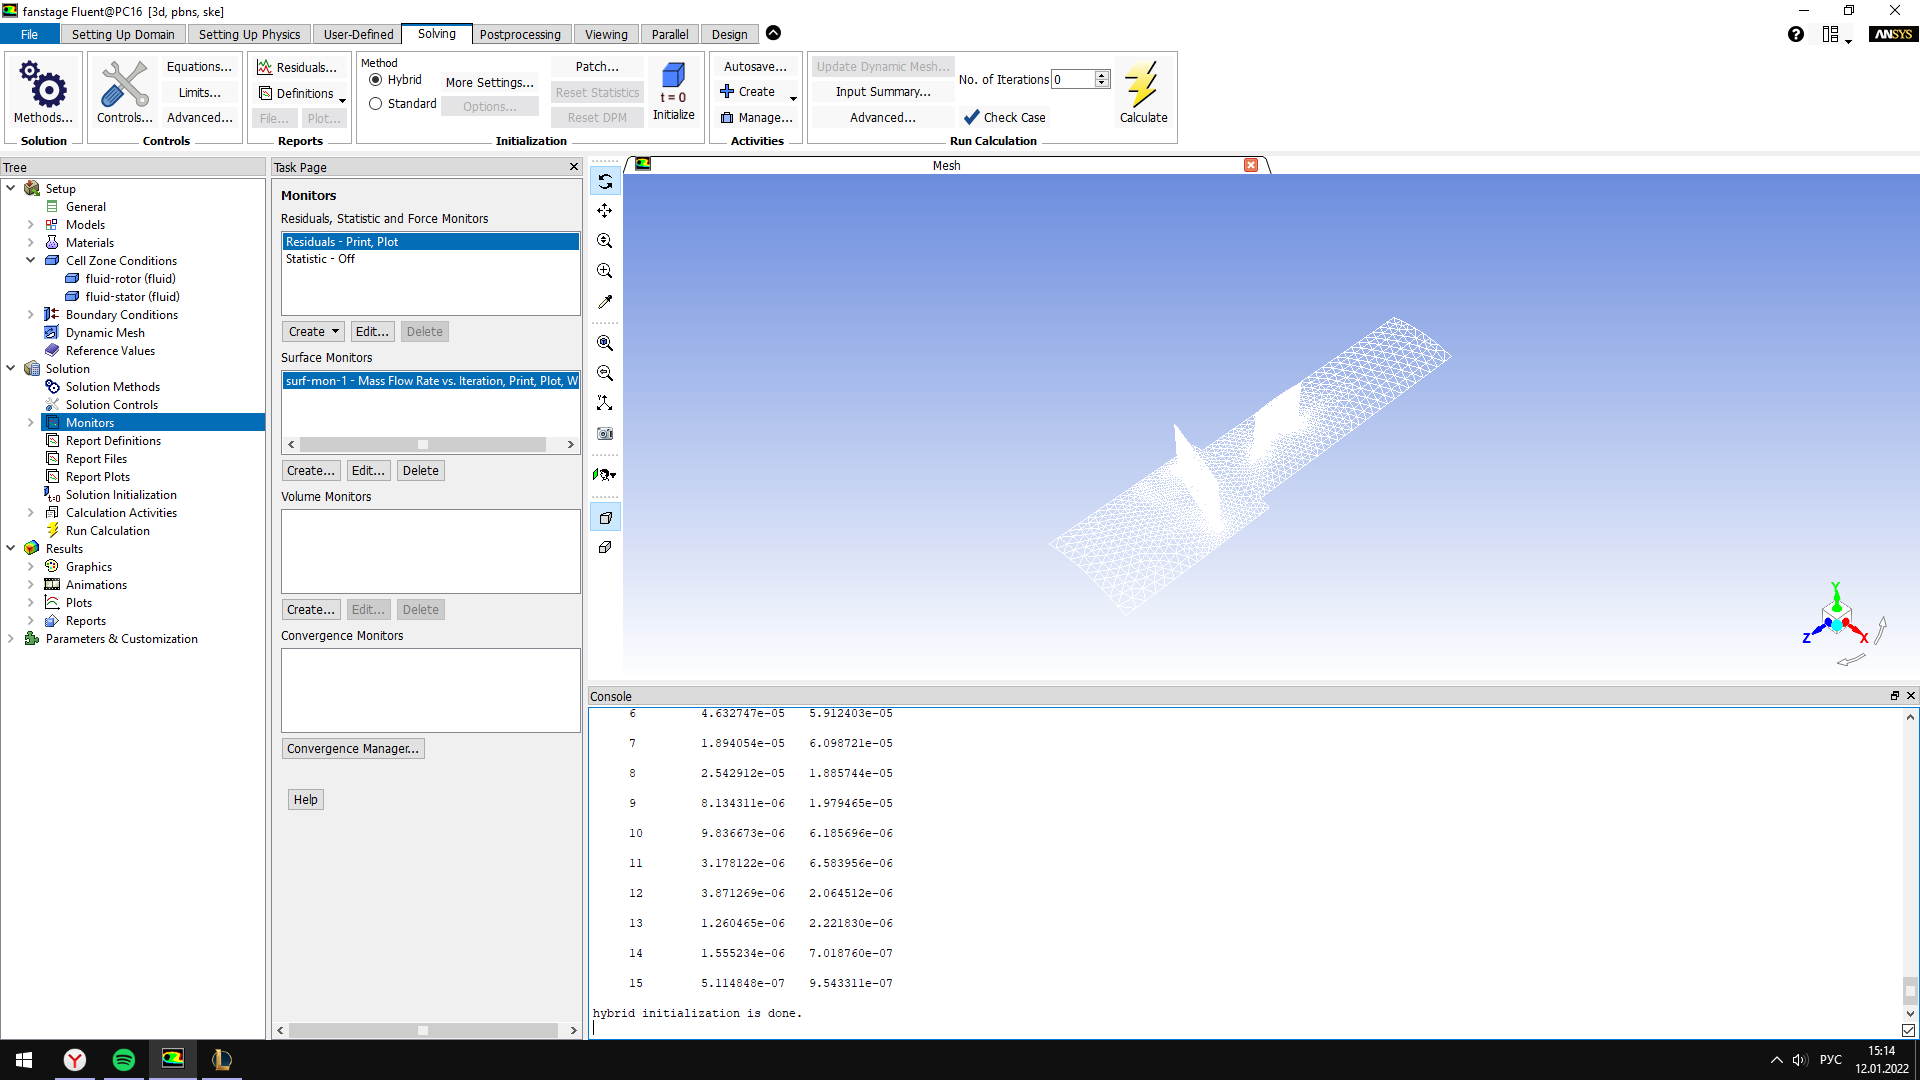 fanstage Fluent@PC16 [3d, pbns, ske]
File Setting Up Domain Setting Up Physics User-Defined Solving Postprocessing Viewing Parallel Design ANSYS
Methods...
Solution
Controls...
Equations...
Limits...
Advanced...
Controls
Residuals...
Definitions
File... Plot...
Reports
Method
Hybrid
Standard
More Settings...
Options...
Patch...
Reset Statistics
Reset DPM
t = 0
Initialize
Initialization
Autosave...
Create
Manage...
Activities
Update Dynamic Mesh...
Input Summary...
Advanced...
No. of Iterations 0
Check Case
Calculate
Run Calculation
Tree
Setup
General
Models
Materials
Cell Zone Conditions
fluid-rotor (fluid)
fluid-stator (fluid)
Boundary Conditions
Dynamic Mesh
Reference Values
Solution
Solution Methods
Solution Controls
Monitors
Report Definitions
Report Files
Report Plots
Solution Initialization
Calculation Activities
Run Calculation
Results
Graphics
Animations
Plots
Reports
Parameters & Customization
Task Page
Monitors
Residuals, Statistic and Force Monitors
Residuals - Print, Plot
Statistic - Off
Create Edit... Delete
Surface Monitors
surf-mon-1 - Mass Flow Rate vs. Iteration, Print, Plot, W
Create... Edit... Delete
Volume Monitors
Create... Edit... Delete
Convergence Monitors
Convergence Manager...
Help
Mesh
Y
Z
X
Console
6 4.632747e-05 5.912403e-05
7 1.894054e-05 6.098721e-05
8 2.542912e-05 1.885744e-05
9 8.134311e-06 1.979465e-05
10 9.836673e-06 6.185696e-06
11 3.178122e-06 6.583956e-06
12 3.871269e-06 2.064512e-06
13 1.260465e-06 2.221830e-06
14 1.555234e-06 7.018760e-07
15 5.114848e-07 9.543311e-07
hybrid initialization is done.
РУС
15:14
12.01.2022